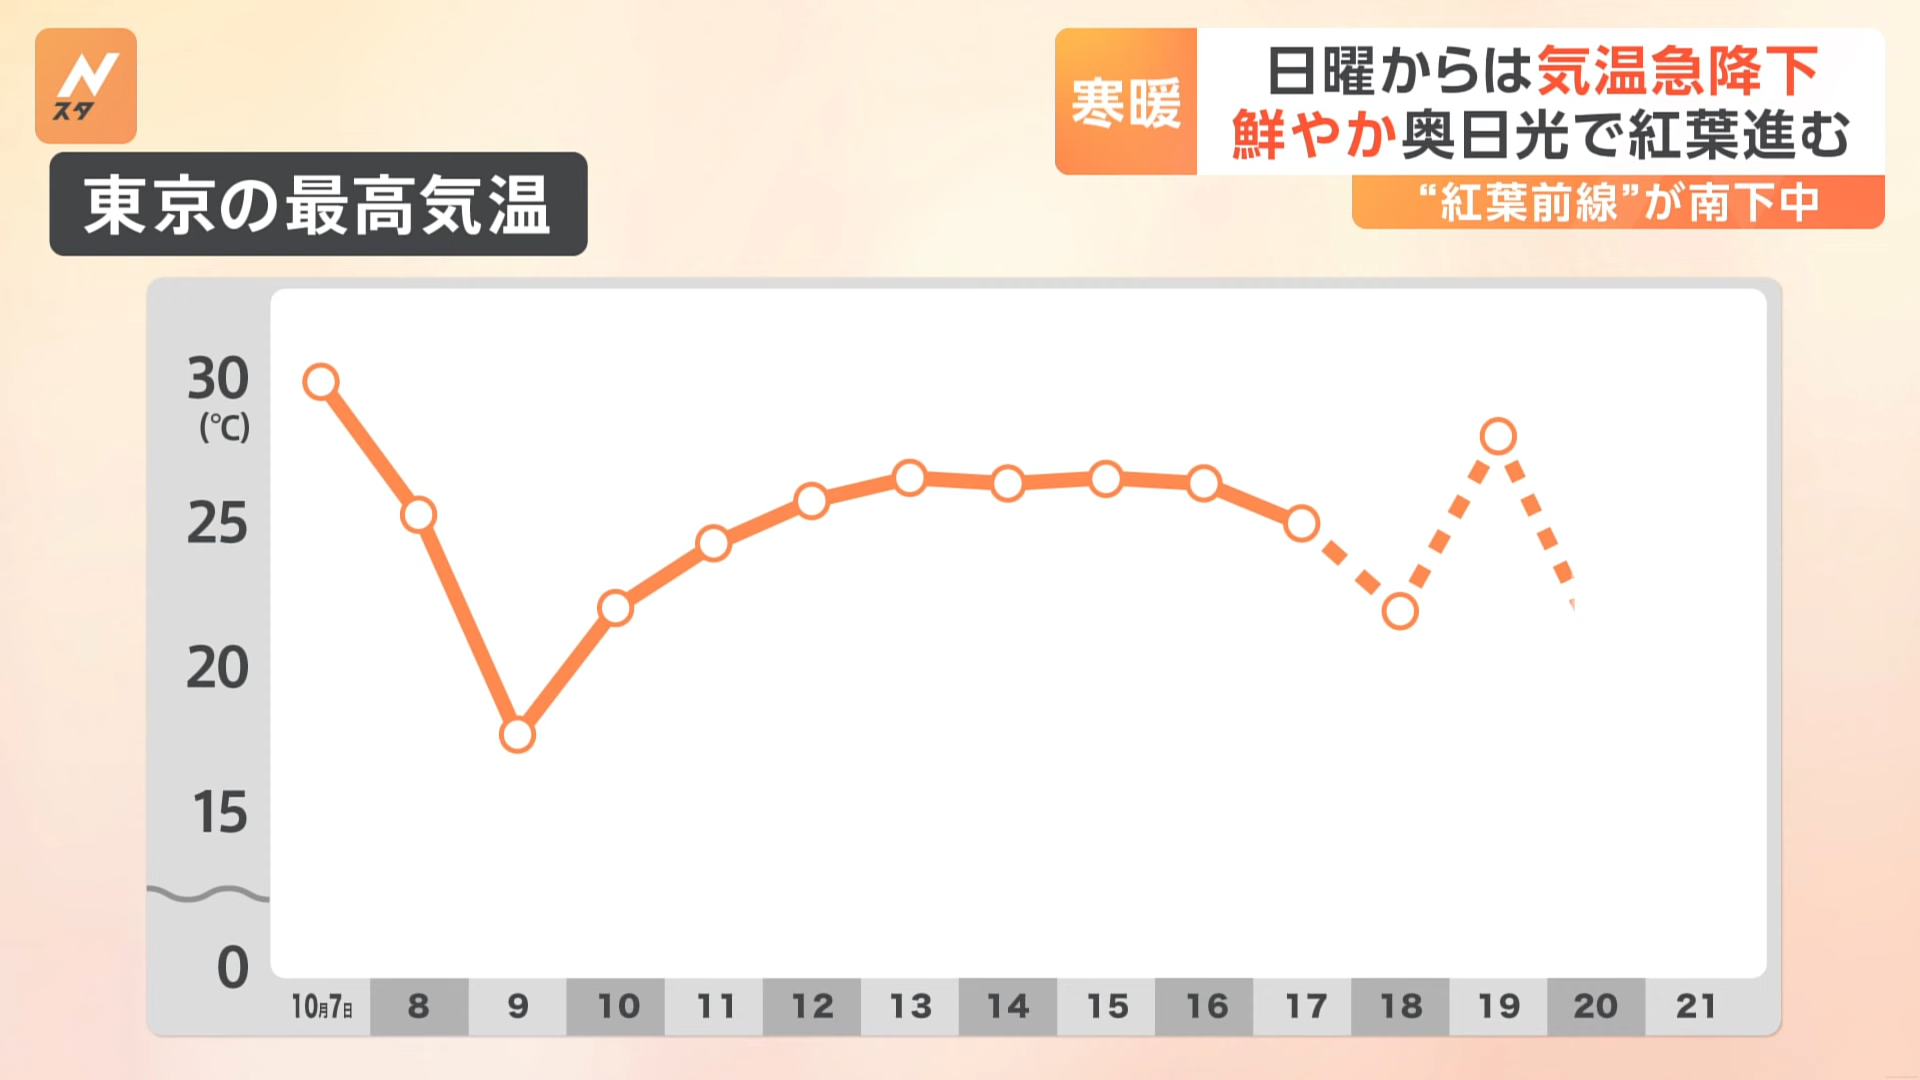 N
スタ
寒暖
日曜からは気温急降下
鮮やか奥日光で紅葉進む
“紅葉前線”が南下中
東京の最高気温
30
(℃)
25
20
15
0
10月7日 8 9 10 11 12 13 14 15 16 17 18 19 20 21